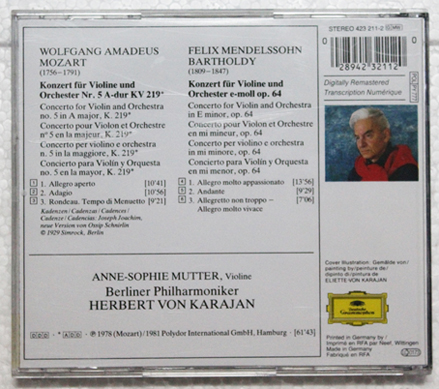 WOLFGANG AMADEUS
MOZART
(1756–1791)
Konzert für Violine und
Orchester Nr. 5 A-dur KV 219*
Concerto for Violin and Orchestra
no. 5 in A major, K. 219*
Concerto pour Violon et Orchestre
n° 5 en la majeur, K. 219*
Concerto per violino e orchestra
n. 5 in la maggiore, K. 219*
Concierto para Violín y Orquesta
no. 5 en la mayor, K. 219*
1 1. Allegro aperto [10'41]
2 2. Adagio [10'56]
3 3. Rondeau. Tempo di Menuetto [9'21]
Kadenzen/Cadenzas/Cadences/
Cadenze/Cadencias: Joseph Joachim,
neue Version von Ossip Schnirlin
© 1929 Simrock, Berlin
FELIX MENDELSSOHN
BARTHOLDY
(1809–1847)
Konzert für Violine und
Orchester e-moll op. 64
Concerto for Violin and Orchestra
in E minor, op. 64
Concerto pour Violon et Orchestre
en mi mineur, op. 64
Concerto per violino e orchestra
in mi minore, op. 64
Concierto para Violín y Orquesta
en mi menor, op. 64
4 1. Allegro molto appassionato [13'56]
5 2. Andante [9'29]
6 3. Allegretto non troppo – [7'06]
Allegro molto vivace
ANNE-SOPHIE MUTTER, Violine
Berliner Philharmoniker
HERBERT VON KARAJAN
DDD · *ADD · ℗ 1978 (Mozart)/1981 Polydor International GmbH, Hamburg · [61'43]
STEREO 423 211-2
0 28942 32112 0
Digitally Remastered
Transcription Numérique
Cover Illustration: Gemälde von/
painting by/peinture de/
dipinto di/pintura de
ELIETTE VON KARAJAN
Deutsche
Grammophon
Printed in Germany by/
Imprimé en RFA par Neef, Wittingen
Made in Germany
Fabriqué en RFA